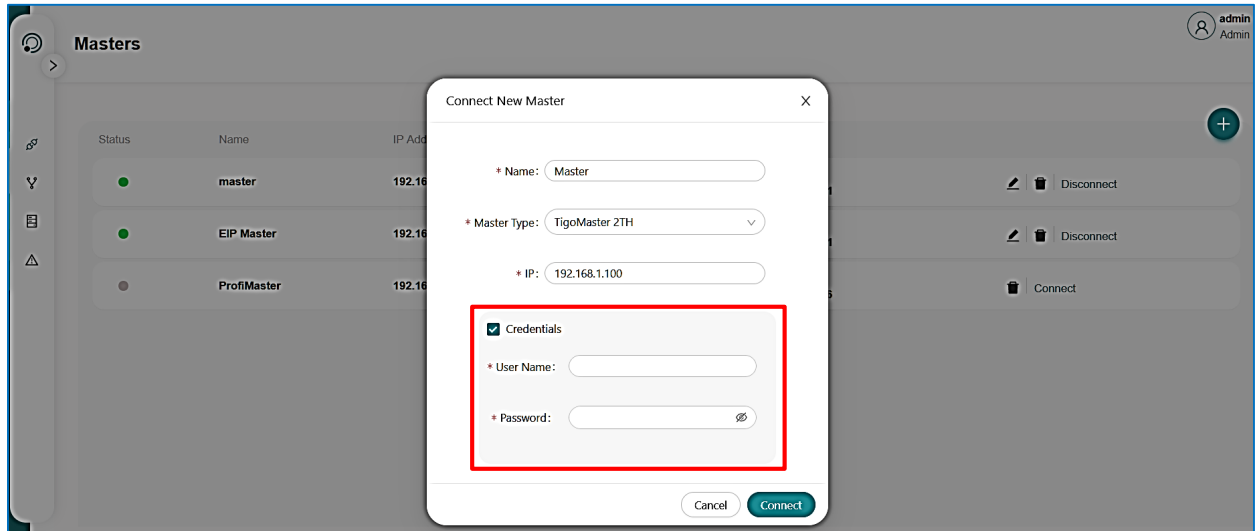 admin
Admin
Masters
Connect New Master
X
Status Name IP Add
* Name: Master
master 192.16 1 Disconnect
* Master Type: TigoMaster 2TH
EIP Master 192.16 1 Disconnect
* IP: 192.168.1.100
ProfiMaster 192.16 Connect
Credentials
* User Name:
* Password:
Cancel Connect